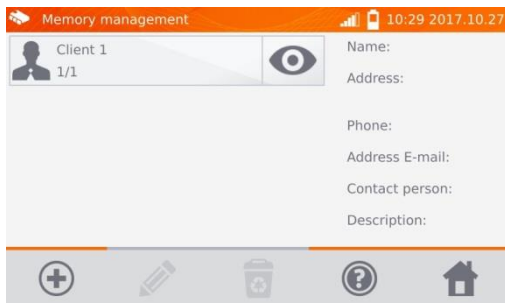 Memory management
10:29 2017.10.27
Client 1
1/1
Name:
Address:
Phone:
Address E-mail:
Contact person:
Description: